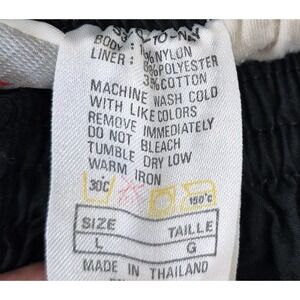 BODY :
NYLON
LINER :
POLYESTER
COTTON
MACHINE WASH COLD
WITH LIKE COLORS
REMOVE IMMEDIATELY
DO NOT BLEACH
TUMBLE DRY LOW
WARM IRON
30°C
150°C
SIZE TAILLE
L G
MADE IN THAILAND